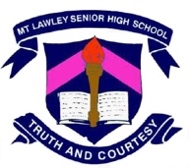 MT LAWLEY SENIOR HIGH SCHOOL
TRUTH AND COURTESY